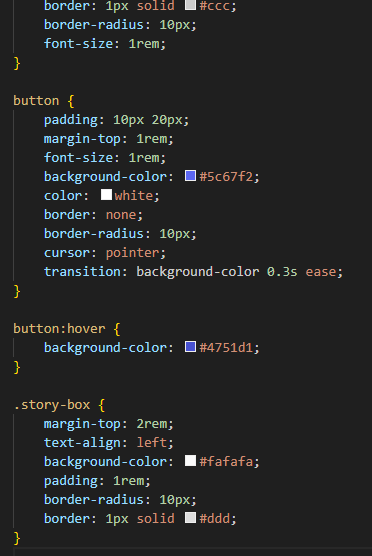 border: 1px solid #ccc;
border-radius: 10px;
font-size: 1rem;
}
button {
padding: 10px 20px;
margin-top: 1rem;
font-size: 1rem;
background-color: #5c67f2;
color: white;
border: none;
border-radius: 10px;
cursor: pointer;
transition: background-color 0.3s ease;
}
button:hover {
background-color: #4751d1;
}
.story-box {
margin-top: 2rem;
text-align: left;
background-color: #fafafa;
padding: 1rem;
border-radius: 10px;
border: 1px solid #ddd;
}